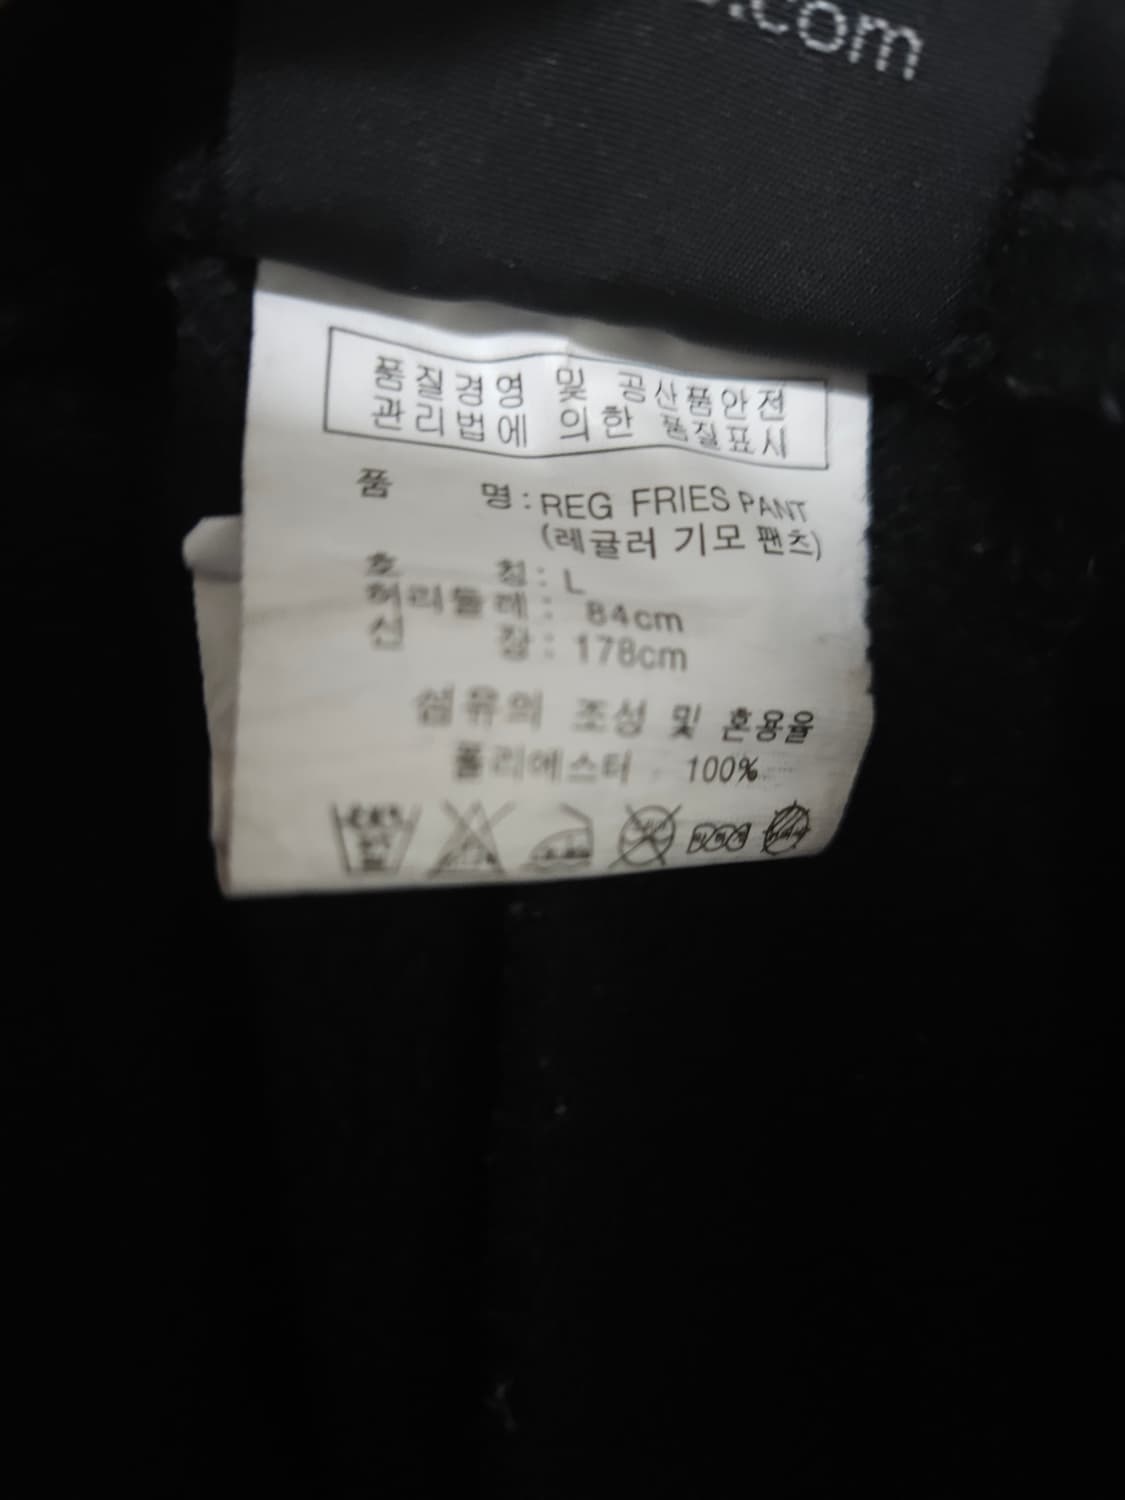 .com
품질경영 및 공산품안전
관리법에 의한 품질표시
품 명 : REG FRIES PANT
(레귤러 기모 팬츠)
호 칭 : L
허리둘레 : 84cm
신 장 : 178cm
섬유의 조성 및 혼용율
폴리에스터 100%